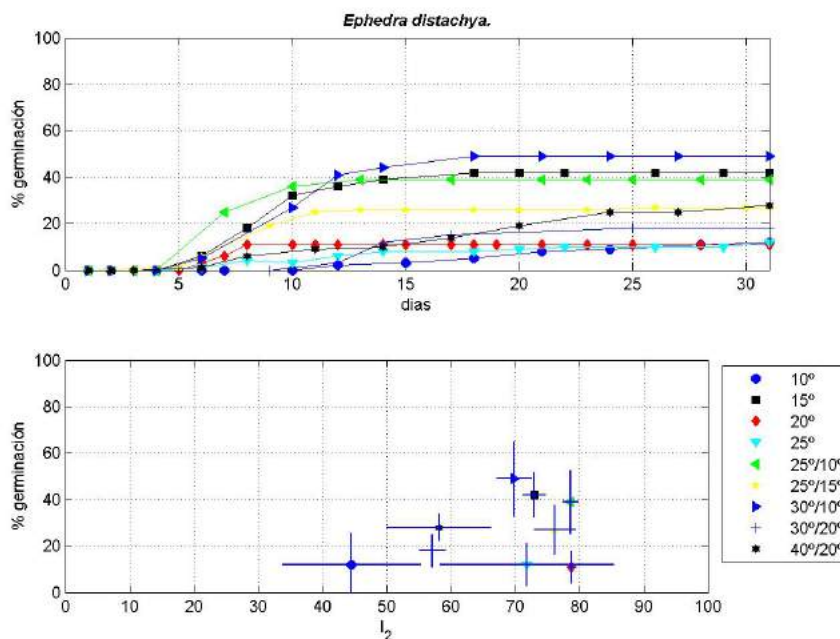 Ephedra distachya.
100
80
60
40
20
0
% germinación
0 5 10 15 20 25 30
dias
100
80
60
40
20
0
% germinación
0 10 20 30 40 50 60 70 80 90 100
I2
10º
15º
20º
25º
25º/10º
25º/15º
30º/10º
30º/20º
40º/20º